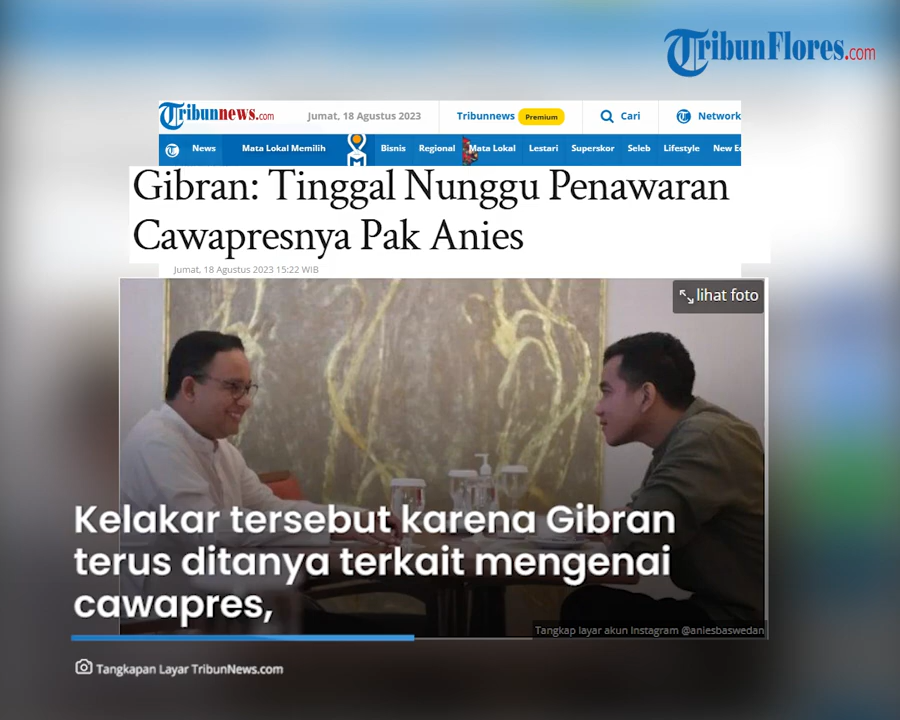 TribunFlores.com
Tribunnews.com Jumat, 18 Agustus 2023 Tribunnews Premium Cari Network
News Mata Lokal Memilih Bisnis Regional Mata Lokal Lestari Superskor Seleb Lifestyle New
Gibran: Tinggal Nunggu Penawaran
Cawapresnya Pak Anies
Jumat, 18 Agustus 2023 15:22 WIB
lihat foto
Kelakar tersebut karena Gibran
terus ditanya terkait mengenai
cawapres,
Tangkap layar akun Instagram @aniesbaswedan
Tangkapan Layar TribunNews.com